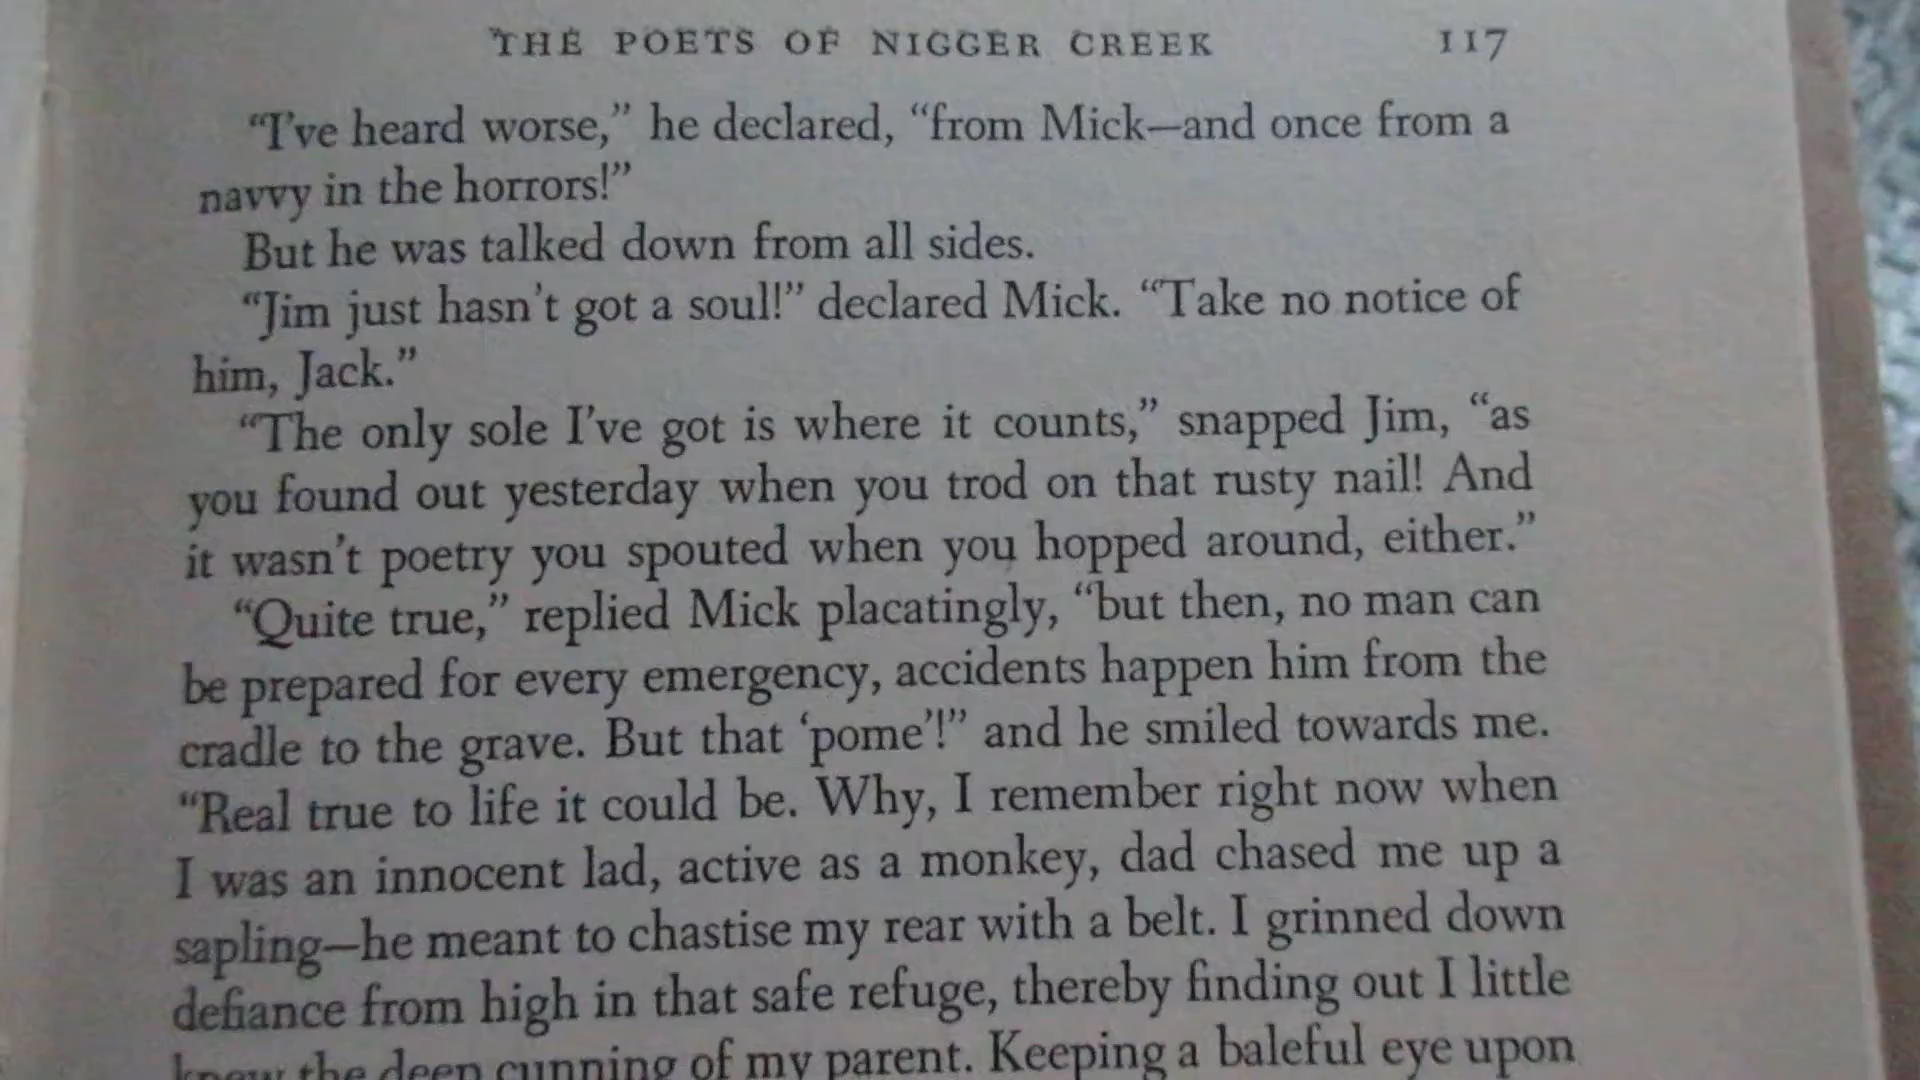 THE POETS OF NIGGER CREEK 117
“I’ve heard worse,” he declared, “from Mick—and once from a
navvy in the horrors!”
But he was talked down from all sides.
“Jim just hasn’t got a soul!” declared Mick. “Take no notice of
him, Jack.”
“The only sole I’ve got is where it counts,” snapped Jim, “as
you found out yesterday when you trod on that rusty nail! And
it wasn’t poetry you spouted when you hopped around, either.”
“Quite true,” replied Mick placatingly, “but then, no man can
be prepared for every emergency, accidents happen him from the
cradle to the grave. But that ‘pome’!” and he smiled towards me.
“Real true to life it could be. Why, I remember right now when
I was an innocent lad, active as a monkey, dad chased me up a
sapling—he meant to chastise my rear with a belt. I grinned down
defiance from high in that safe refuge, thereby finding out I little
knew the deep cunning of my parent. Keeping a baleful eye upon